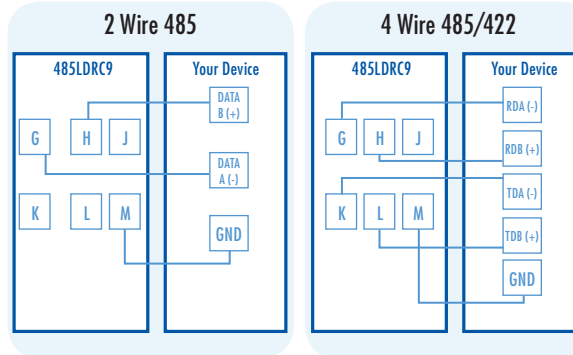 2 Wire 485
485LDRC9
Your Device
DATA
B (+)
G
H
J
DATA
A (-)
K
L
M
GND
4 Wire 485/422
485LDRC9
Your Device
RDA (-)
G
H
J
RDB (+)
TDA (-)
K
L
M
TDB (+)
GND